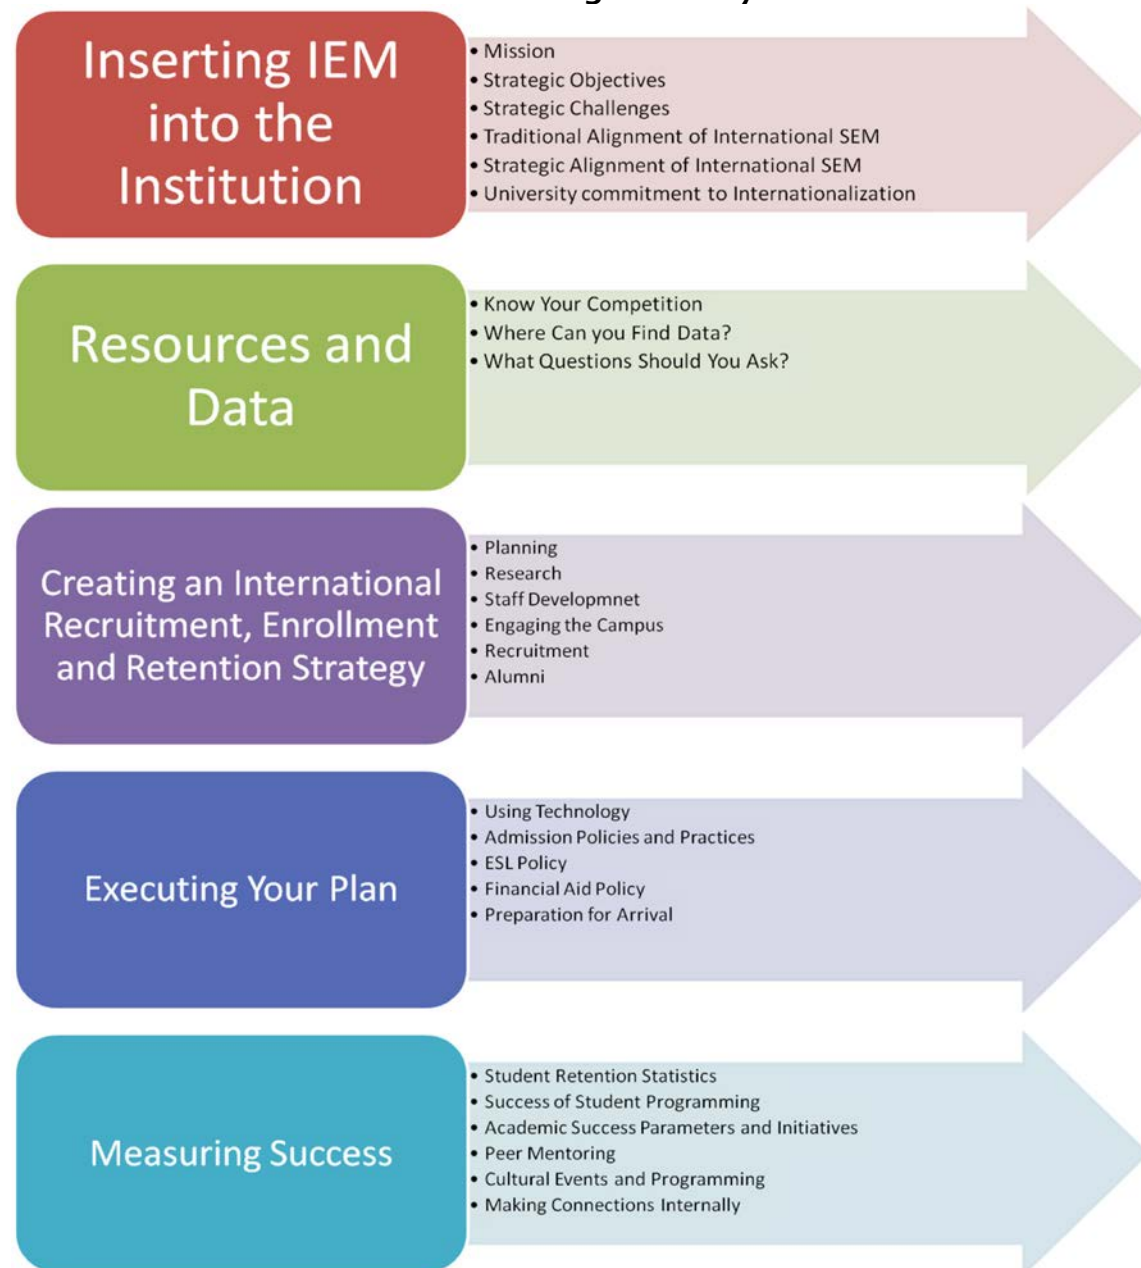 Inserting IEM
into the
Institution
• Mission
• Strategic Objectives
• Strategic Challenges
• Traditional Alignment of International SEM
• Strategic Alignment of International SEM
• University commitment to Internationalization
Resources and
Data
• Know Your Competition
• Where Can you Find Data?
• What Questions Should You Ask?
Creating an International
Recruitment, Enrollment
and Retention Strategy
• Planning
• Research
• Staff Developmnet
• Engaging the Campus
• Recruitment
• Alumni
Executing Your Plan
• Using Technology
• Admission Policies and Practices
• ESL Policy
• Financial Aid Policy
• Preparation for Arrival
Measuring Success
• Student Retention Statistics
• Success of Student Programming
• Academic Success Parameters and Initiatives
• Peer Mentoring
• Cultural Events and Programming
• Making Connections Internally